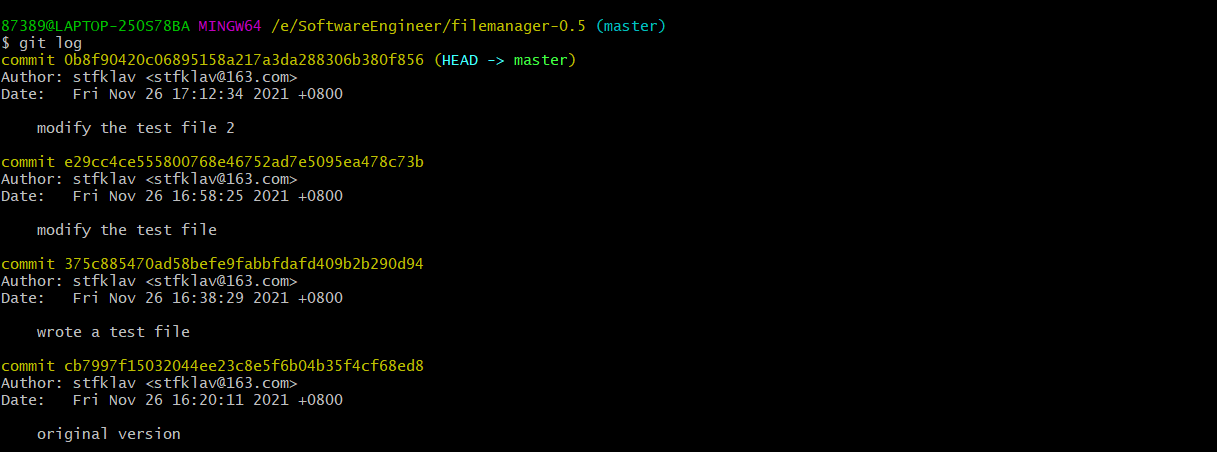 87389@LAPTOP-250S78BA MINGW64 /e/SoftwareEngineer/filemanager-0.5 (master)
$ git log
commit 0b8f90420c06895158a217a3da288306b380f856 (HEAD -> master)
Author: stfklav <stfklav@163.com>
Date:   Fri Nov 26 17:12:34 2021 +0800
    modify the test file 2
commit e29cc4ce555800768e46752ad7e5095ea478c73b
Author: stfklav <stfklav@163.com>
Date:   Fri Nov 26 16:58:25 2021 +0800
    modify the test file
commit 375c885470ad58befe9fabbfdafd409b2b290d94
Author: stfklav <stfklav@163.com>
Date:   Fri Nov 26 16:38:29 2021 +0800
    wrote a test file
commit cb7997f15032044ee23c8e5f6b04b35f4cf68ed8
Author: stfklav <stfklav@163.com>
Date:   Fri Nov 26 16:20:11 2021 +0800
    original version